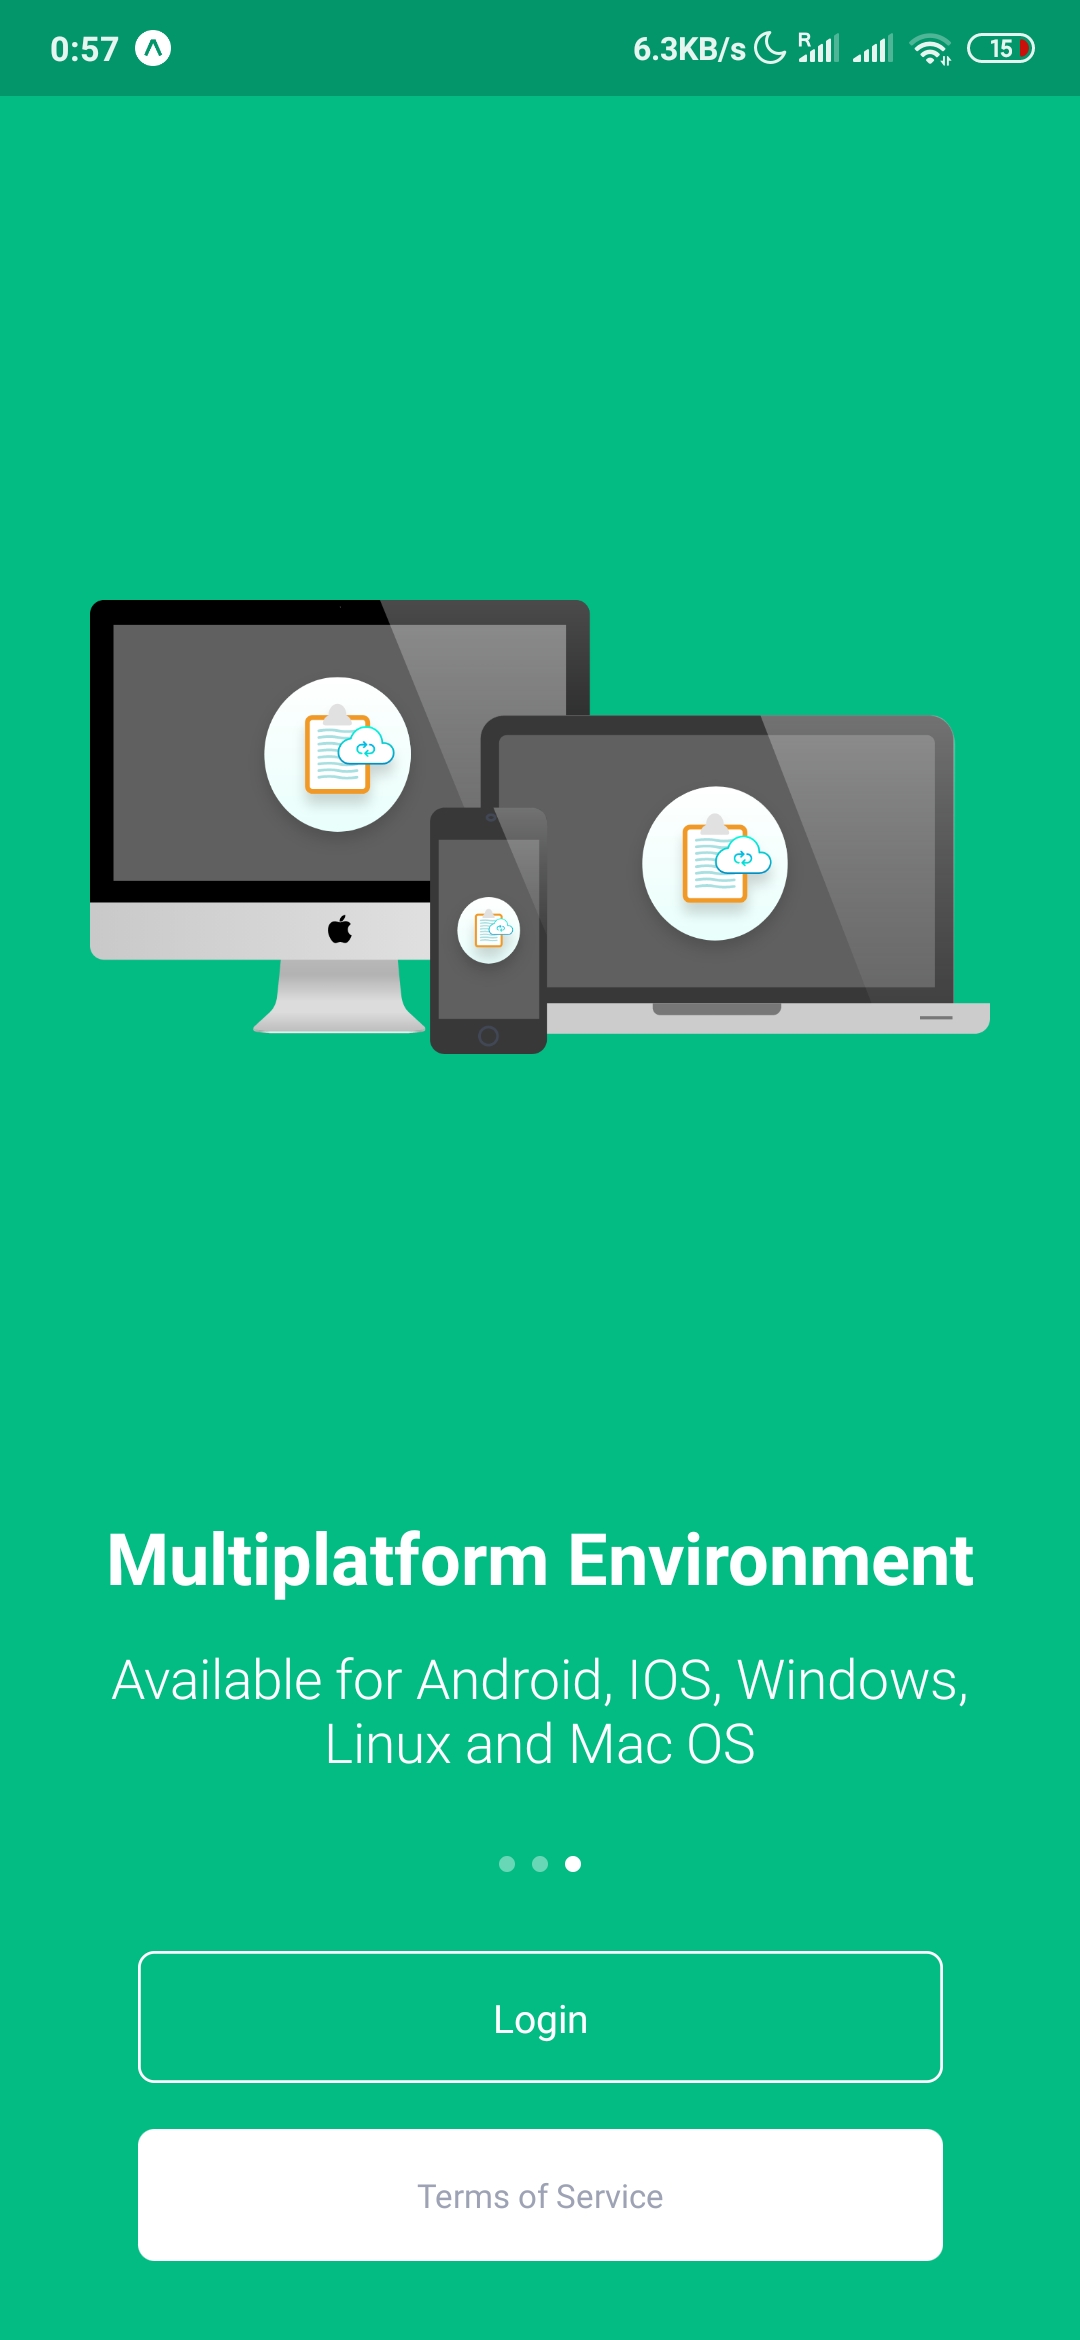 0:57
6.3KB/s
R
15
Multiplatform Environment
Available for Android, IOS, Windows,
Linux and Mac OS
Login
Terms of Service